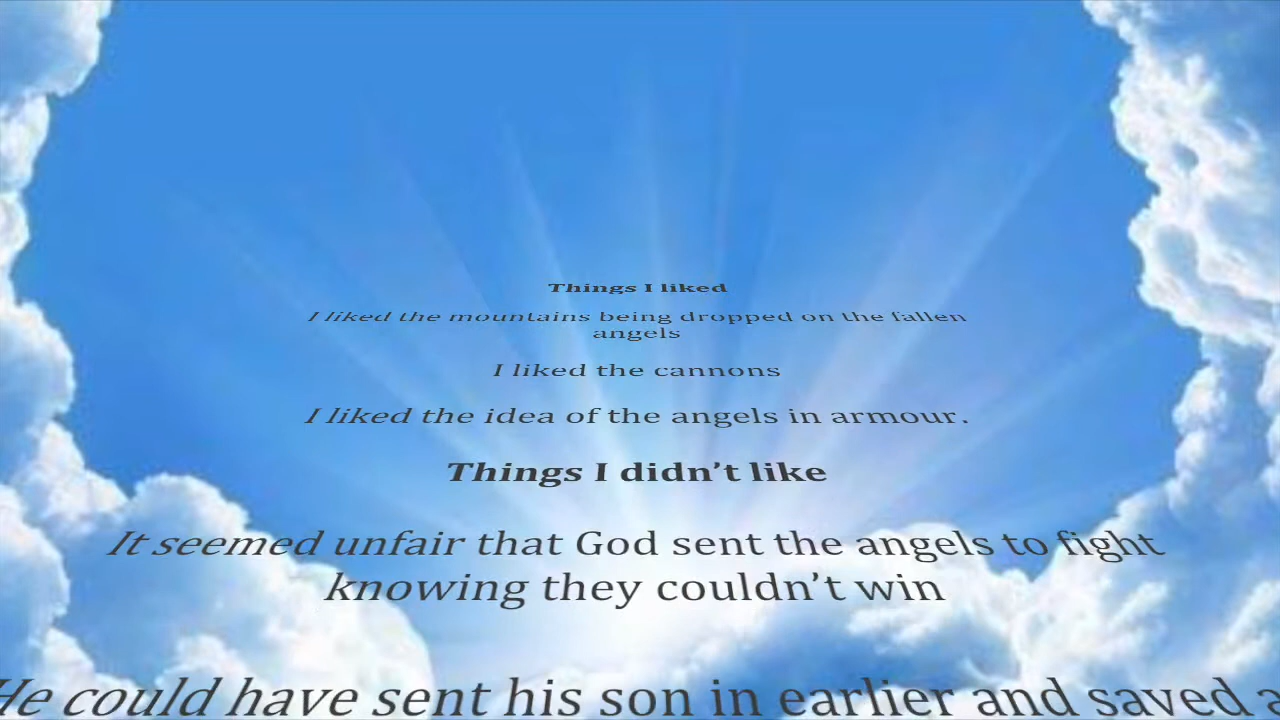 Things I liked
I liked the mountains being dropped on the fallen
angels
I liked the cannons
I liked the idea of the angels in armour.
Things I didn’t like
It seemed unfair that God sent the angels to fight
knowing they couldn’t win
He could have sent his son in earlier and saved